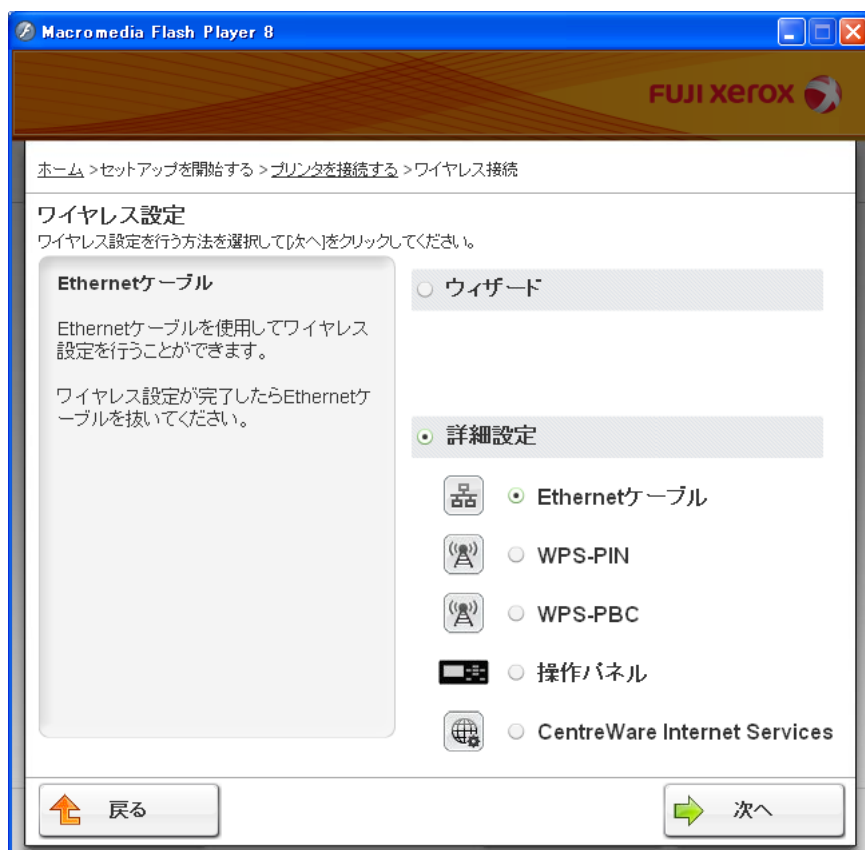 Macromedia Flash Player 8
FUJI xerox
ホーム >セットアップを開始する >プリンタを接続する >ワイヤレス接続
ワイヤレス設定
ワイヤレス設定を行う方法を選択して[次へ]をクリックしてください。
Ethernetケーブル
Ethernetケーブルを使用してワイヤレス
設定を行うことができます。
ワイヤレス設定が完了したらEthernetケ
ーブルを抜いてください。
ウィザード
詳細設定
Ethernetケーブル
WPS-PIN
WPS-PBC
操作パネル
CentreWare Internet Services
戻る
次へ